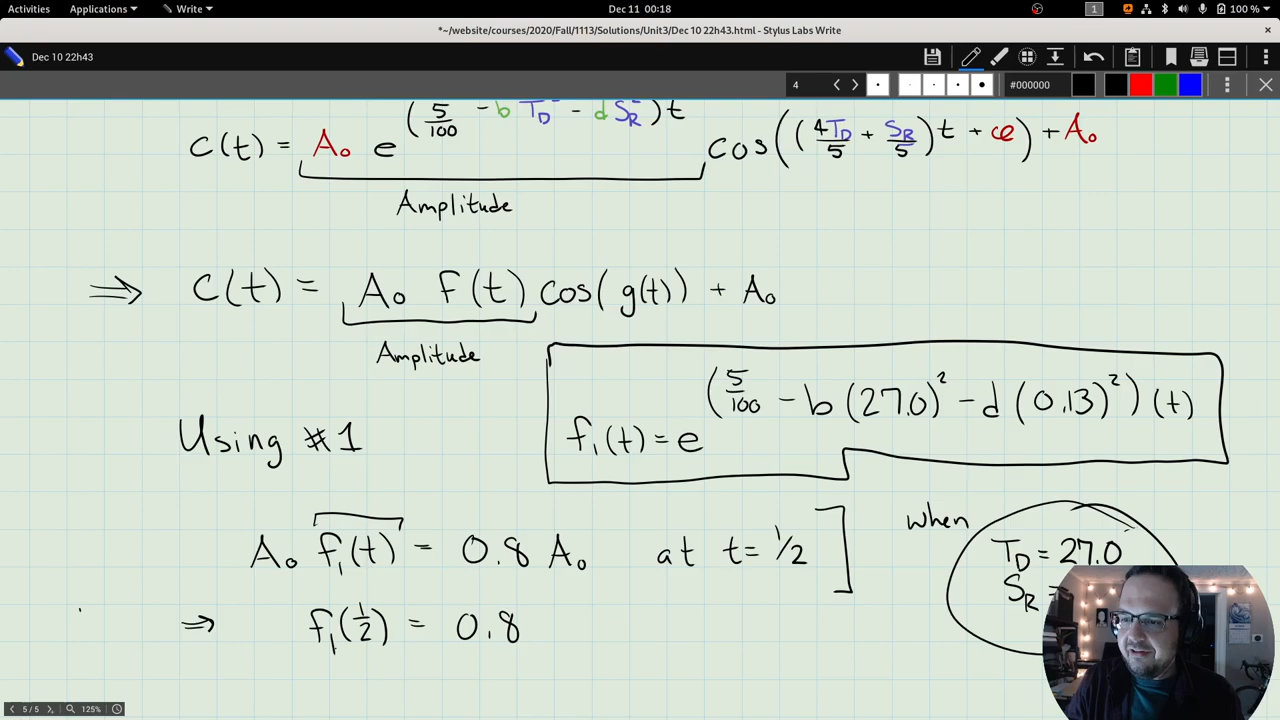 Activities Applications Write Dec 11 00:18 1 100 %
*~/website/courses/2020/Fall/1113/Solutions/Unit3/Dec 10 22h43.html - Stylus Labs Write
Dec 10 22h43
4 #000000
C(t) = A₀ e^(5/100 - b T_D² - d S_R²)t cos((4T_D/5 + S_R/5)t + φ) + A₀
Amplitude
⇒ C(t) = A₀ f(t) cos(g(t)) + A₀
Amplitude
f₁(t) = e^(5/100 - b(27.0)² - d(0.13)²)(t)
Using #1
A₀ f₁(t) = 0.8 A₀ at t = 1/2
when
T_D = 27.0
S_R =
⇒ f₁(1/2) = 0.8
5 / 5 125%